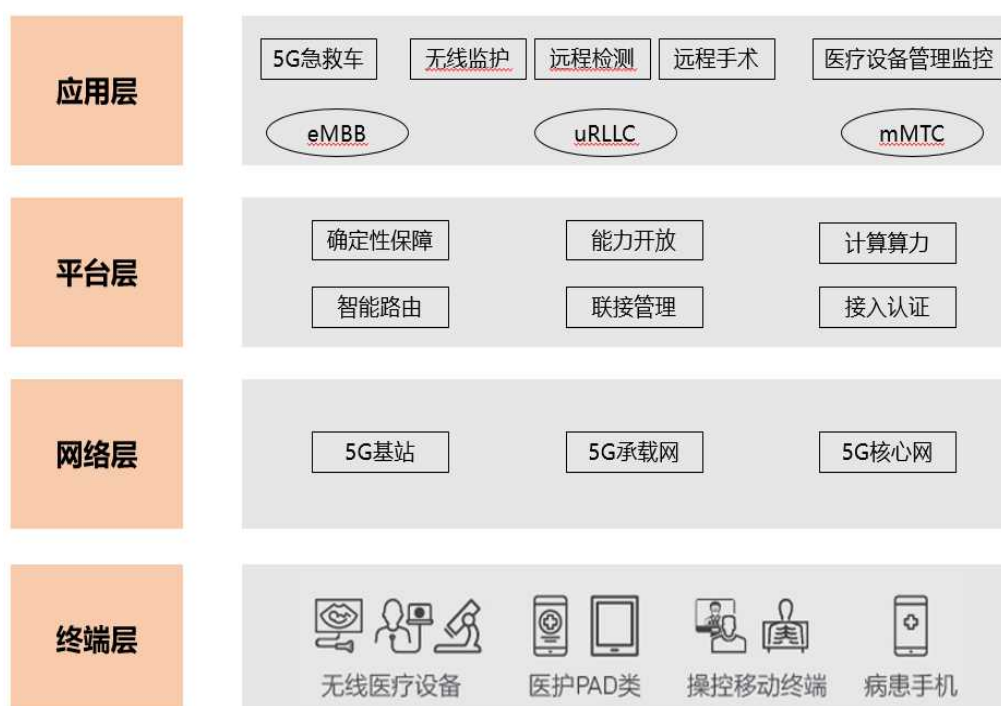 应用层
5G急救车 无线监护 远程检测 远程手术 医疗设备管理监控
eMBB uRLLC mMTC
平台层
确定性保障 能力开放 计算算力
智能路由 联接管理 接入认证
网络层
5G基站 5G承载网 5G核心网
终端层
无线医疗设备 医护PAD类 操控移动终端 病患手机